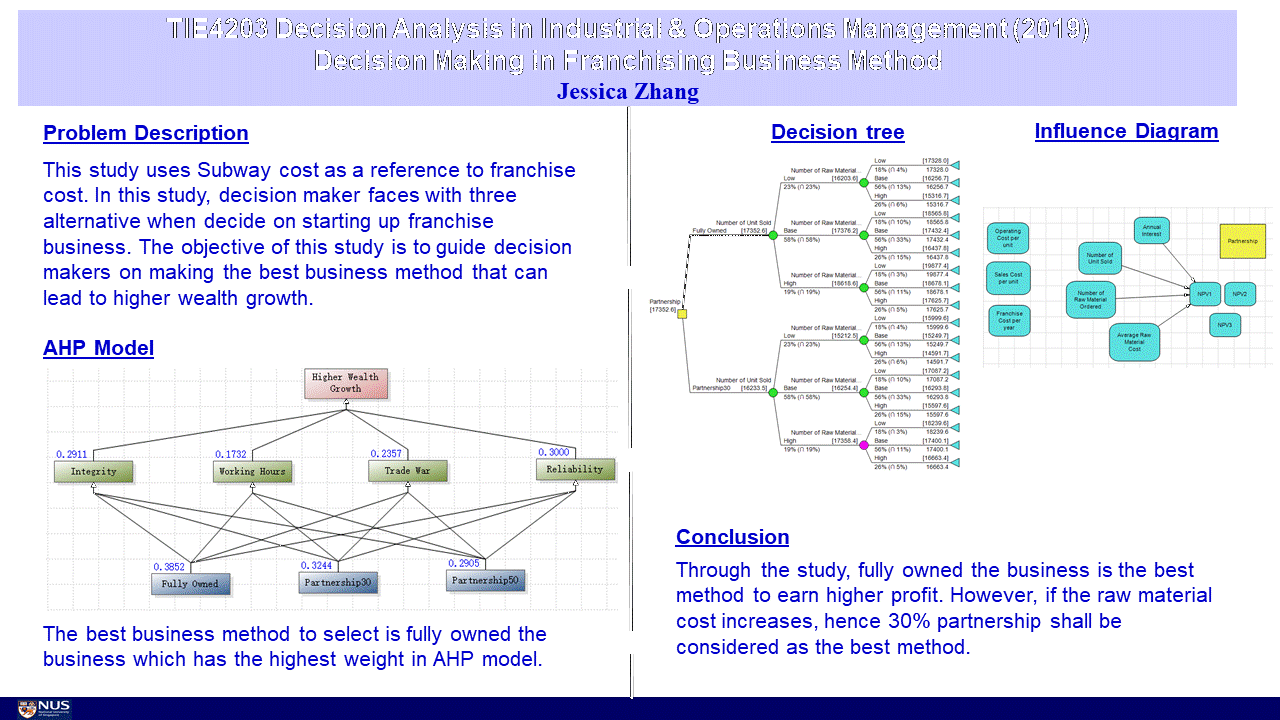 TIE4203 Decision Analysis in Industrial & Operations Management (2019)
Decision Making in Franchising Business Method
Jessica Zhang
Problem Description
This study uses Subway cost as a reference to franchise
cost. In this study, decision maker faces with three
alternative when decide on starting up franchise
business. The objective of this study is to guide decision
makers on making the best business method that can
lead to higher wealth growth.
AHP Model
Higher Wealth
Growth
0.2911
Integrity
0.1732
Working Hours
0.2357
Trade War
0.3000
Reliability
0.3852
Fully Owned
0.3244
Partnership30
0.2905
Partnership50
The best business method to select is fully owned the
business which has the highest weight in AHP model.
Decision tree
Partnership
[17352.6]
Number of Unit Sold
Fully Owned [17352.6]
Number of Raw Material...
Low [16203.6]
23% (∩ 23%)
Low [17328.0]
18% (∩ 4%) 17328.0
Base [16256.7]
56% (∩ 13%) 16256.7
High [15316.7]
26% (∩ 6%) 15316.7
Number of Raw Material...
Base [17376.2]
58% (∩ 58%)
Low [18565.8]
18% (∩ 10%) 18565.8
Base [17432.4]
56% (∩ 33%) 17432.4
High [16437.8]
26% (∩ 15%) 16437.8
Number of Raw Material...
High [18618.6]
19% (∩ 19%)
Low [19877.4]
18% (∩ 3%) 19877.4
Base [18678.1]
56% (∩ 11%) 18678.1
High [17625.7]
26% (∩ 5%) 17625.7
Number of Unit Sold
Partnership30 [16233.5]
Number of Raw Material...
Low [15212.5]
23% (∩ 23%)
Low [15999.6]
18% (∩ 4%) 15999.6
Base [15249.7]
56% (∩ 13%) 15249.7
High [14591.7]
26% (∩ 6%) 14591.7
Number of Raw Material...
Base [16254.4]
58% (∩ 58%)
Low [17087.2]
18% (∩ 10%) 17087.2
Base [16293.8]
56% (∩ 33%) 16293.8
High [15597.6]
26% (∩ 15%) 15597.6
Number of Raw Material...
High [17358.4]
19% (∩ 19%)
Low [18239.6]
18% (∩ 3%) 18239.6
Base [17400.1]
56% (∩ 11%) 17400.1
High [16663.4]
26% (∩ 5%) 16663.4
Influence Diagram
Operating
Cost per
unit
Sales Cost
per unit
Franchise
Cost per
year
Number of
Unit Sold
Number of
Raw Material
Ordered
Annual
Interest
Average Raw
Material
Cost
Partnership
NPV1
NPV2
NPV3
Conclusion
Through the study, fully owned the business is the best
method to earn higher profit. However, if the raw material
cost increases, hence 30% partnership shall be
considered as the best method.
NUS
National University
of Singapore